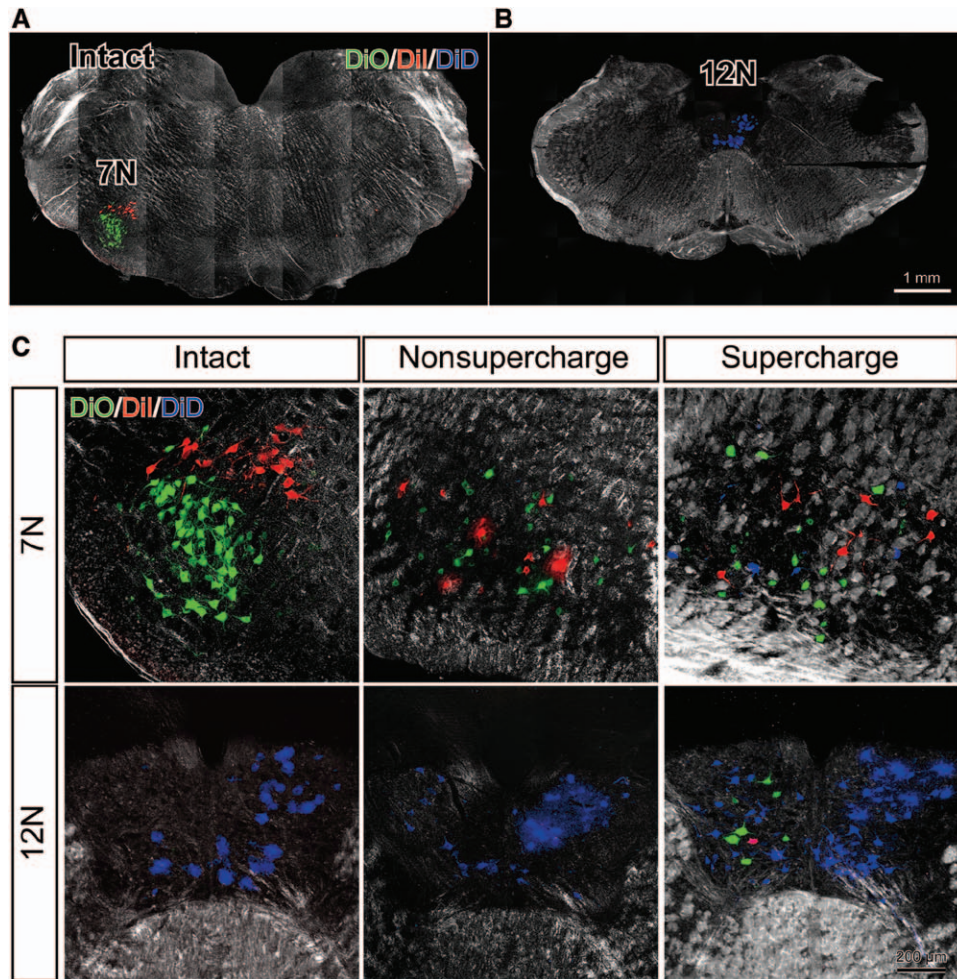 A
B
Intact
DiO/DiI/DiD
12N
7N
1 mm
C
Intact
Nonsupercharge
Supercharge
DiO/DiI/DiD
7N
12N
200 μm